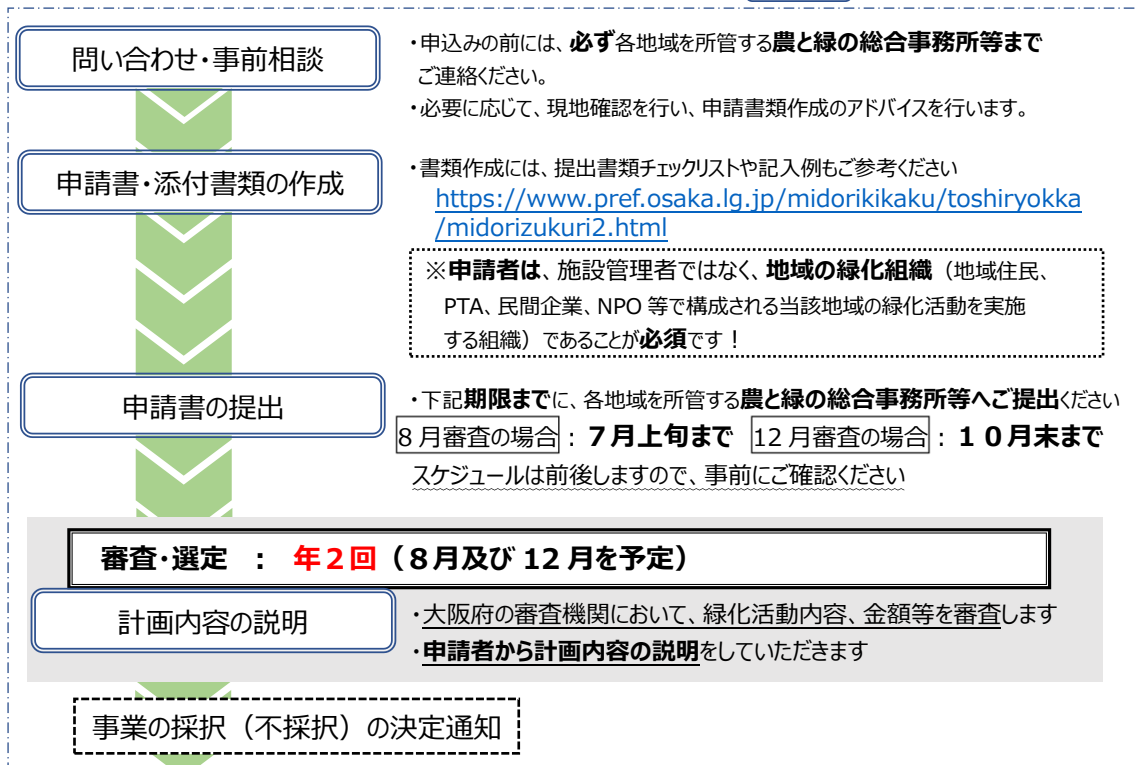 問い合わせ・事前相談
・申込みの前には、必ず各地域を所管する農と緑の総合事務所等まで
ご連絡ください。
・必要に応じて、現地確認を行い、申請書類作成のアドバイスを行います。
申請書・添付書類の作成
・書類作成には、提出書類チェックリストや記入例もご参考ください
https://www.pref.osaka.lg.jp/midorikikaku/toshiryokka
/midorizukuri2.html
※申請者は、施設管理者ではなく、地域の緑化組織（地域住民、
PTA、民間企業、NPO 等で構成される当該地域の緑化活動を実施
する組織）であることが必須です！
申請書の提出
・下記期限までに、各地域を所管する農と緑の総合事務所等へご提出ください
8 月審査の場合：７月上旬まで 12 月審査の場合：１０月末まで
スケジュールは前後しますので、事前にご確認ください
審査・選定 ： 年２回（８月及び 12 月を予定）
計画内容の説明
・大阪府の審査機関において、緑化活動内容、金額等を審査します
・申請者から計画内容の説明をしていただきます
事業の採択（不採択）の決定通知